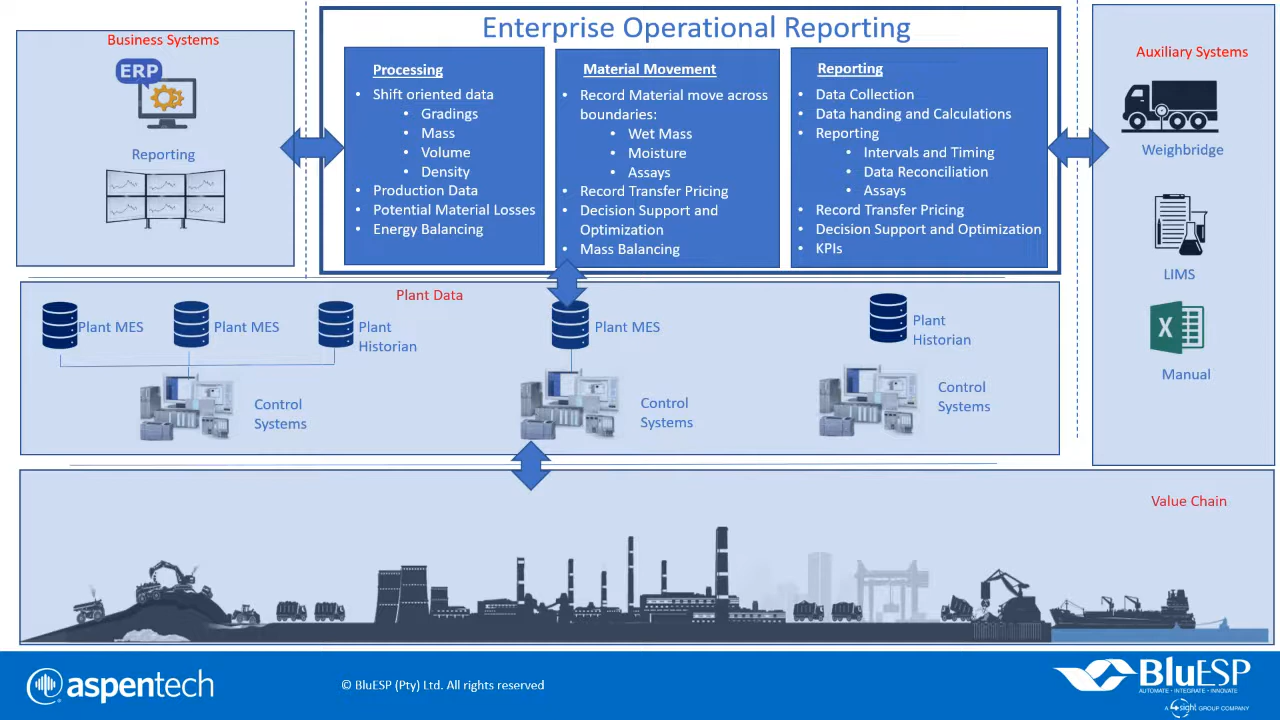 Enterprise Operational Reporting
Business Systems
ERP
Reporting
Processing
• Shift oriented data
• Gradings
• Mass
• Volume
• Density
• Production Data
• Potential Material Losses
• Energy Balancing
Material Movement
• Record Material move across
boundaries:
• Wet Mass
• Moisture
• Assays
• Record Transfer Pricing
• Decision Support and
Optimization
• Mass Balancing
Reporting
• Data Collection
• Data handing and Calculations
• Reporting
• Intervals and Timing
• Data Reconciliation
• Assays
• Record Transfer Pricing
• Decision Support and Optimization
• KPIs
Auxiliary Systems
Weighbridge
LIMS
X
Manual
Plant Data
Plant MES
Plant MES
Plant
Historian
Plant MES
Plant
Historian
Control
Systems
Control
Systems
Control
Systems
Value Chain
aspentech
© BluESP (Pty) Ltd. All rights reserved
BluESP
AUTOMATE • INTEGRATE • INNOVATE
A 4sight GROUP COMPANY